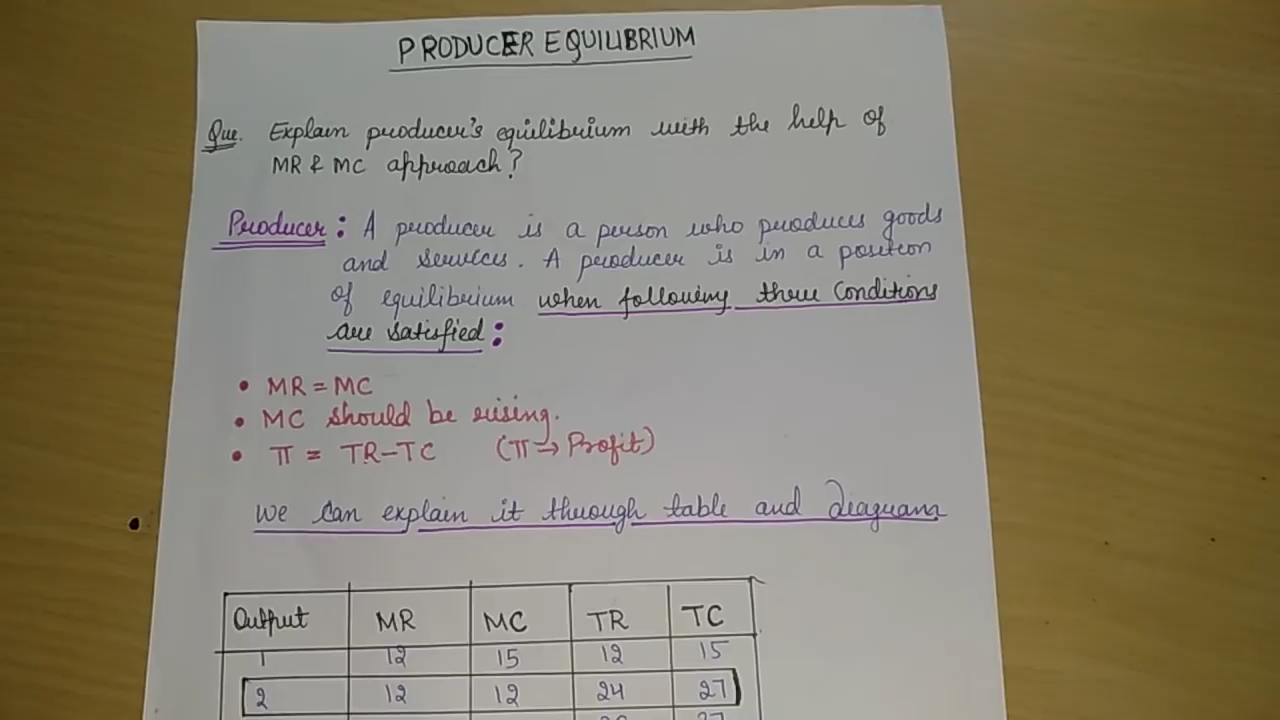 PRODUCER EQUILIBRIUM
Que. Explain producer's equilibrium with the help of
MR & MC approach?
Producer: A producer is a person who produces goods
and services. A producer is in a position
of equilibrium when following three conditions
are satisfied:
• MR = MC
• MC should be rising.
• π = TR-TC (π → Profit)
we can explain it through table and diagram
Output MR MC TR TC
1 12 15 12 15
2 12 12 24 27